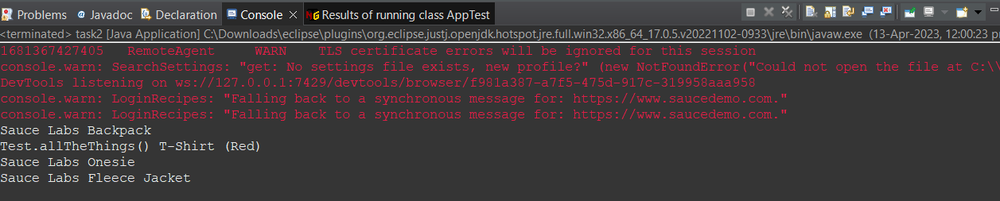 Problems @ Javadoc Declaration Console Results of running class AppTest
<terminated> task2 [Java Application] C:\Downloads\eclipse\plugins\org.eclipse.justj.openjdk.hotspot.jre.full.win32.x86_64_17.0.5.v20221102-0933\jre\bin\javaw.exe (13-Apr-2023, 12:00:23 p
1681367427405 RemoteAgent WARN TLS certificate errors will be ignored for this session
console.warn: SearchSettings: "get: No settings file exists, new profile?" (new NotFoundError("Could not open the file at C:\\
DevTools listening on ws://127.0.0.1:7429/devtools/browser/f981a387-a7f5-475d-917c-319958aaa958
console.warn: LoginRecipes: "Falling back to a synchronous message for: https://www.saucedemo.com."
console.warn: LoginRecipes: "Falling back to a synchronous message for: https://www.saucedemo.com."
Sauce Labs Backpack
Test.allTheThings() T-Shirt (Red)
Sauce Labs Onesie
Sauce Labs Fleece Jacket